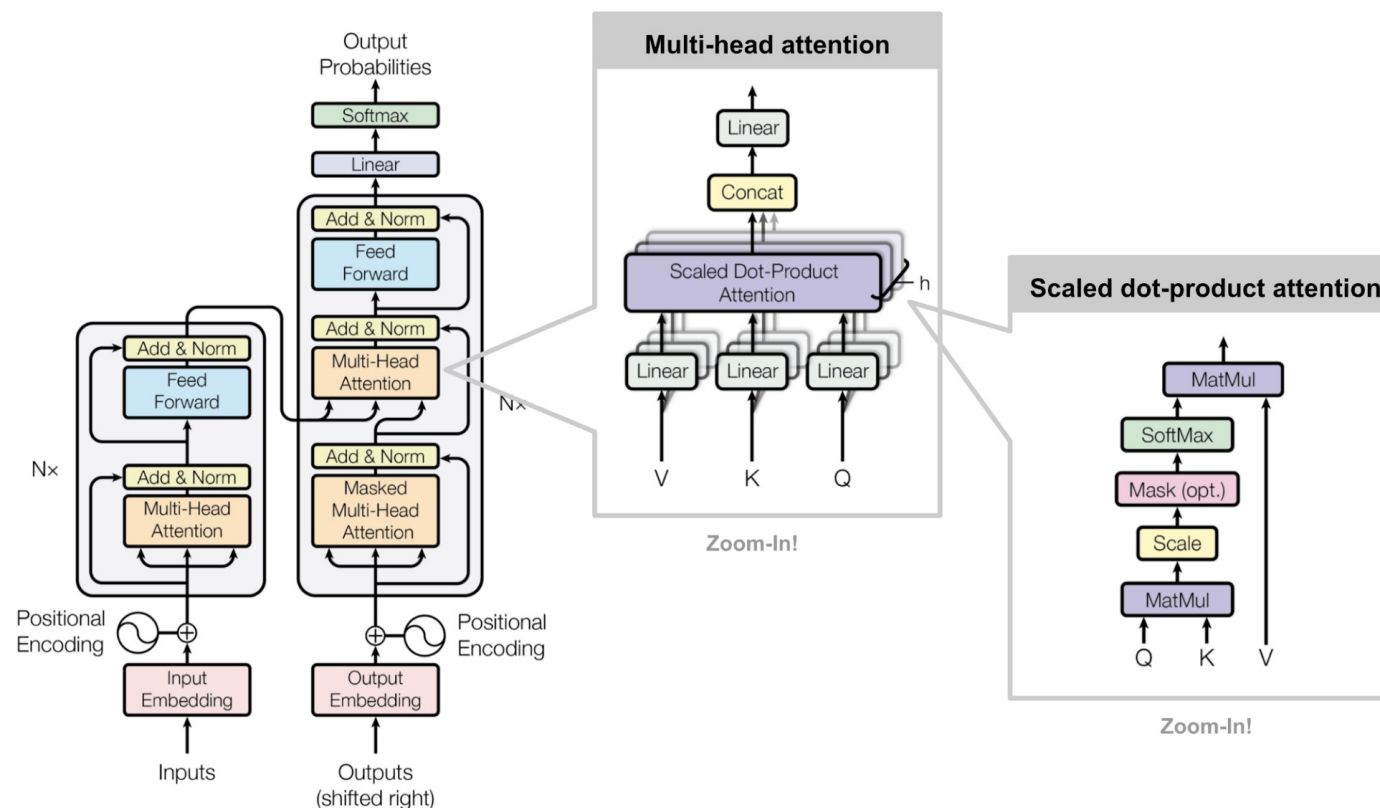 Output
Probabilities
Softmax
Linear
Add & Norm
Feed
Forward
Add & Norm
Multi-Head
Attention
Nx
Add & Norm
Masked
Multi-Head
Attention
Positional
Encoding
Output
Embedding
Outputs
(shifted right)
Add & Norm
Feed
Forward
Nx
Add & Norm
Multi-Head
Attention
Positional
Encoding
Input
Embedding
Inputs
Multi-head attention
Linear
Concat
Scaled Dot-Product
Attention
h
Linear
Linear
Linear
V
K
Q
Zoom-In!
Scaled dot-product attention
MatMul
SoftMax
Mask (opt.)
Scale
MatMul
Q
K
V
Zoom-In!